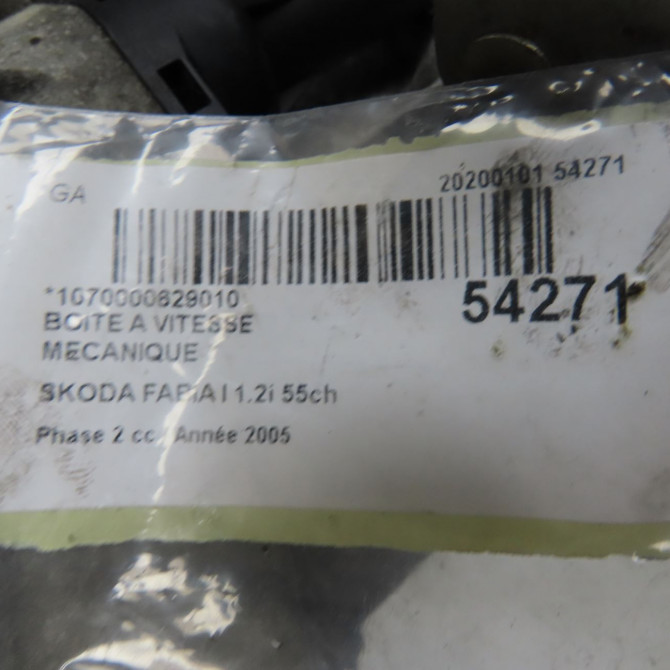 GA
20200101 54271
*1070000829010
54271
BOITE A VITESSE
MECANIQUE
SKODA FABIA I 1.2i 55ch
Phase 2 cc / Année 2005